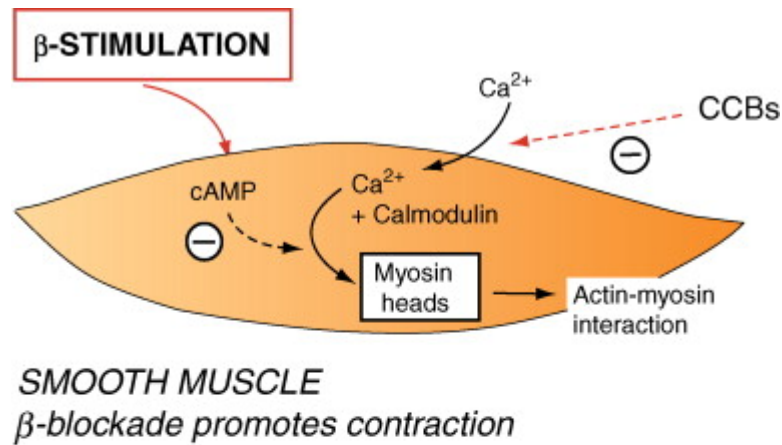 β-STIMULATION
Ca²⁺
CCBs
−
cAMP
−
Ca²⁺
+ Calmodulin
Myosin
heads
Actin-myosin
interaction
SMOOTH MUSCLE
β-blockade promotes contraction